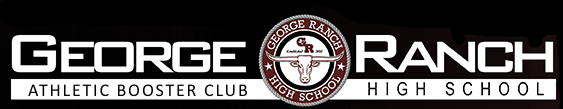 GEORGE RANCH
ATHLETIC BOOSTER CLUB HIGH SCHOOL
GEORGE RANCH
GR
HIGH SCHOOL